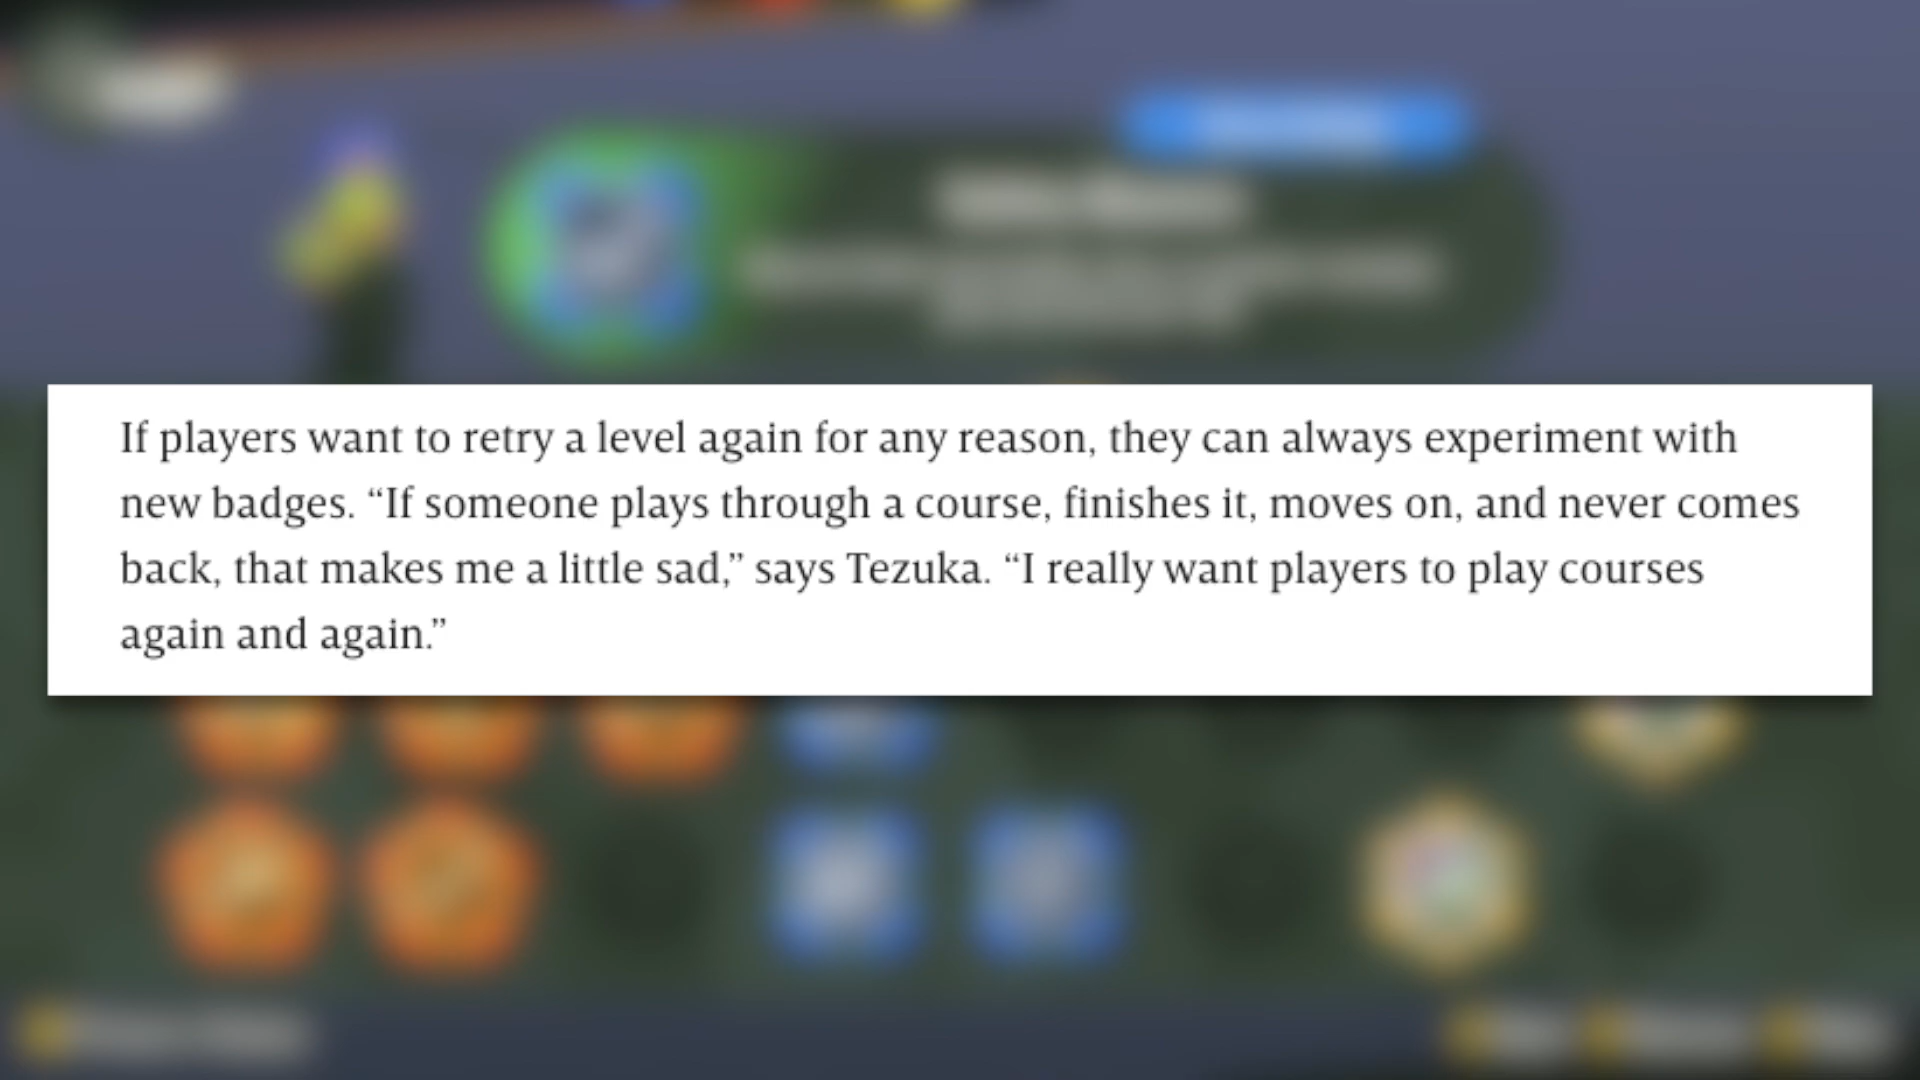 If players want to retry a level again for any reason, they can always experiment with
new badges. “If someone plays through a course, finishes it, moves on, and never comes
back, that makes me a little sad,” says Tezuka. “I really want players to play courses
again and again.”